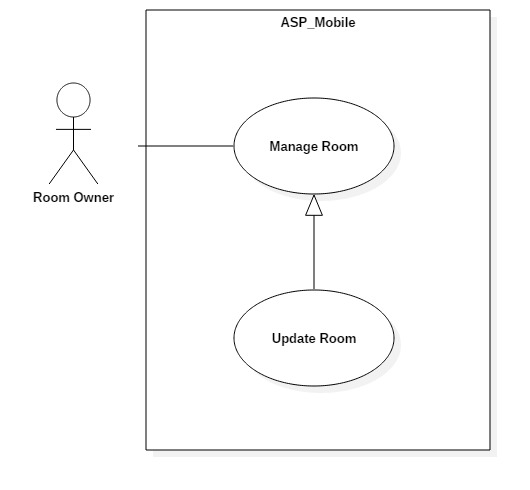 ASP_Mobile
Manage Room
Room Owner
Update Room